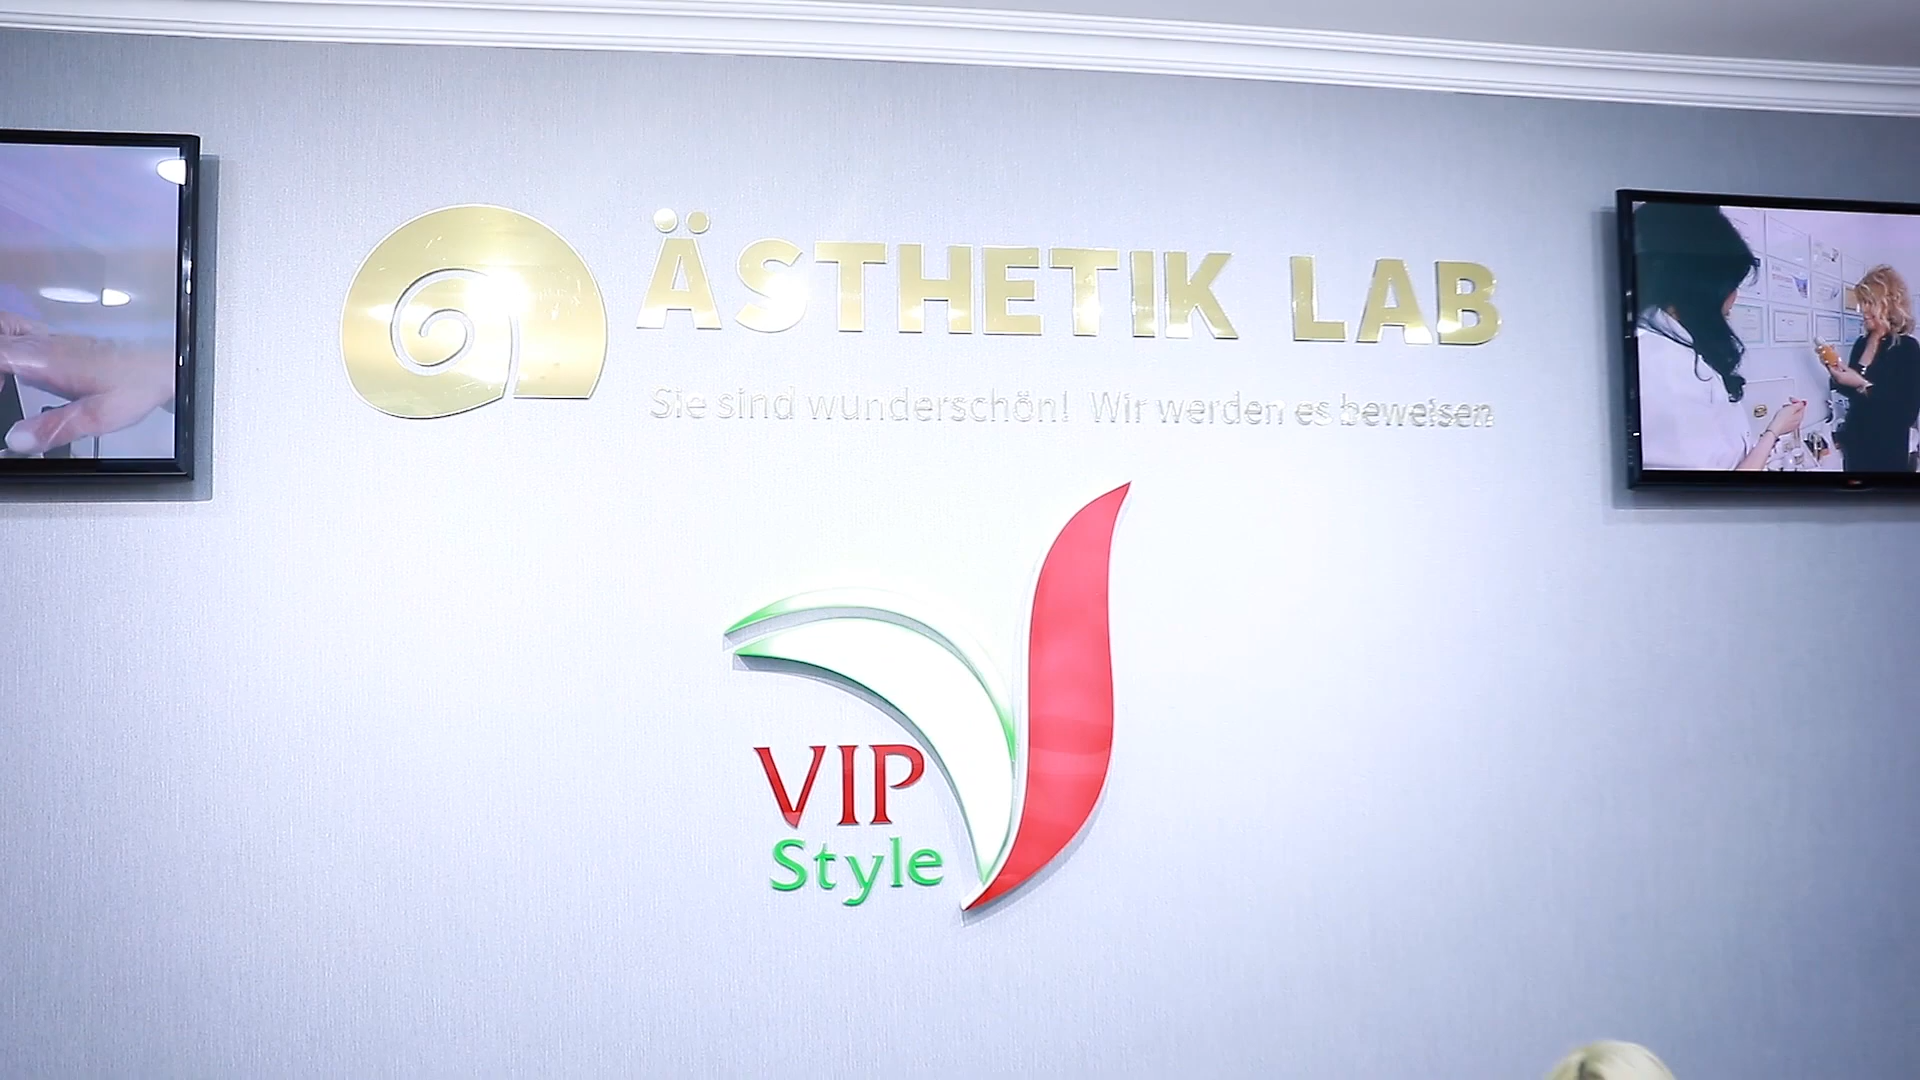 ÄSTHETIK LAB
Sie sind wunderschön! Wir werden es beweisen
VIP
Style